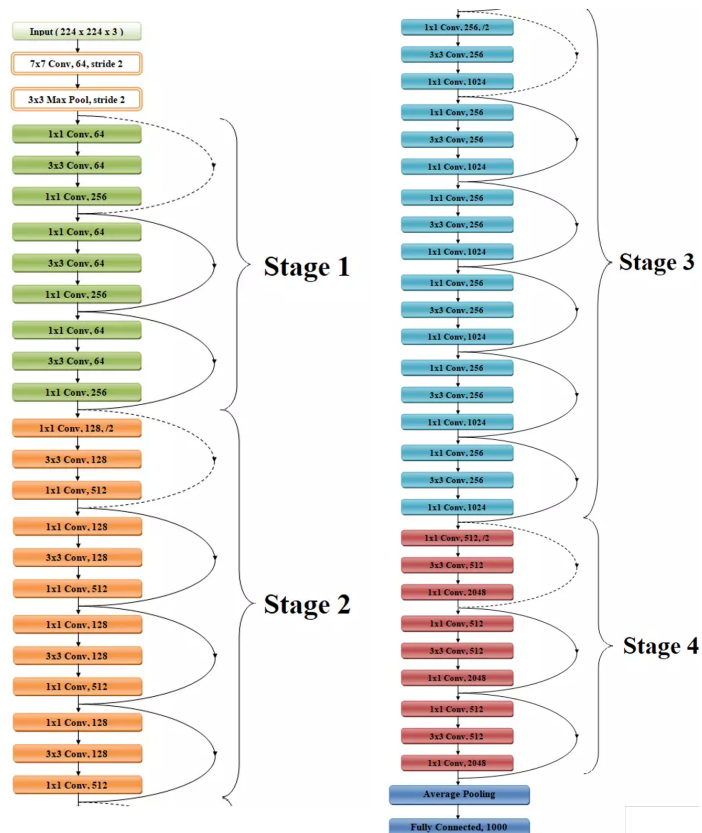 Input ( 224 x 224 x 3 )
7x7 Conv, 64, stride 2
3x3 Max Pool, stride 2
1x1 Conv, 64
3x3 Conv, 64
1x1 Conv, 256
1x1 Conv, 64
3x3 Conv, 64
1x1 Conv, 256
1x1 Conv, 64
3x3 Conv, 64
1x1 Conv, 256
Stage 1
1x1 Conv, 128, /2
3x3 Conv, 128
1x1 Conv, 512
1x1 Conv, 128
3x3 Conv, 128
1x1 Conv, 512
1x1 Conv, 128
3x3 Conv, 128
1x1 Conv, 512
1x1 Conv, 128
3x3 Conv, 128
1x1 Conv, 512
Stage 2
1x1 Conv, 256, /2
3x3 Conv, 256
1x1 Conv, 1024
1x1 Conv, 256
3x3 Conv, 256
1x1 Conv, 1024
1x1 Conv, 256
3x3 Conv, 256
1x1 Conv, 1024
1x1 Conv, 256
3x3 Conv, 256
1x1 Conv, 1024
1x1 Conv, 256
3x3 Conv, 256
1x1 Conv, 1024
1x1 Conv, 256
3x3 Conv, 256
1x1 Conv, 1024
Stage 3
1x1 Conv, 512, /2
3x3 Conv, 512
1x1 Conv, 2048
1x1 Conv, 512
3x3 Conv, 512
1x1 Conv, 2048
1x1 Conv, 512
3x3 Conv, 512
1x1 Conv, 2048
Stage 4
Average Pooling
Fully Connected, 1000